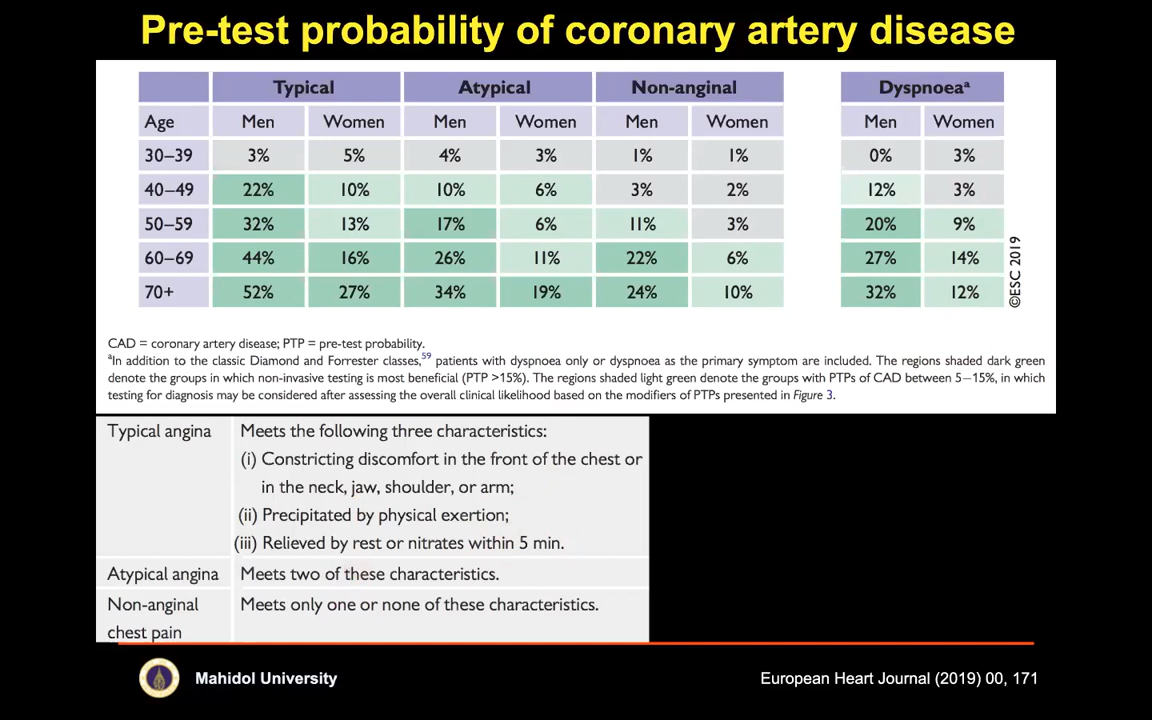 Pre-test probability of coronary artery disease
Typical Atypical Non-anginal Dyspnoeaª
Age Men Women Men Women Men Women Men Women
30–39 3% 5% 4% 3% 1% 1% 0% 3%
40–49 22% 10% 10% 6% 3% 2% 12% 3%
50–59 32% 13% 17% 6% 11% 3% 20% 9%
60–69 44% 16% 26% 11% 22% 6% 27% 14%
70+ 52% 27% 34% 19% 24% 10% 32% 12%
©ESC 2019
CAD = coronary artery disease; PTP = pre-test probability.
ªIn addition to the classic Diamond and Forrester classes,59 patients with dyspnoea only or dyspnoea as the primary symptom are included. The regions shaded dark green
denote the groups in which non-invasive testing is most beneficial (PTP >15%). The regions shaded light green denote the groups with PTPs of CAD between 5–15%, in which
testing for diagnosis may be considered after assessing the overall clinical likelihood based on the modifiers of PTPs presented in Figure 3.
Typical angina Meets the following three characteristics:
(i) Constricting discomfort in the front of the chest or
in the neck, jaw, shoulder, or arm;
(ii) Precipitated by physical exertion;
(iii) Relieved by rest or nitrates within 5 min.
Atypical angina Meets two of these characteristics.
Non-anginal Meets only one or none of these characteristics.
chest pain
Mahidol University
European Heart Journal (2019) 00, 171